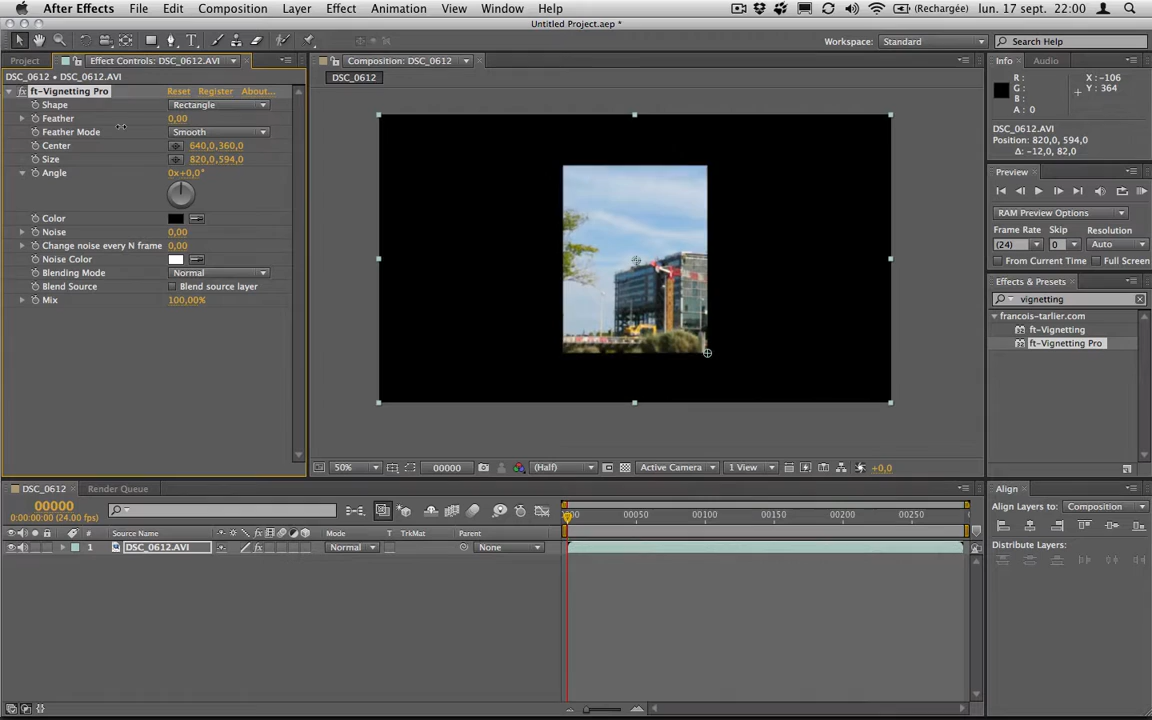 After Effects File Edit Composition Layer Effect Animation View Window Help (Rechargée) lun. 17 sept. 22:00
Untitled Project.aep *
Workspace: Standard Search Help
Project Effect Controls: DSC_0612.AVI Composition: DSC_0612 Info Audio
DSC_0612 • DSC_0612.AVI DSC_0612
fx ft-Vignetting Pro Reset Register About...
Shape Rectangle
Feather 0,00
Feather Mode Smooth
Center 640,0,360,0
Size 820,0,594,0
Angle 0x+0,0°
Color
Noise 0,00
Change noise every N frame 0,00
Noise Color
Blending Mode Normal
Blend Source Blend source layer
Mix 100,00%
R: X: -106
G: Y: 364
B:
A: 0
DSC_0612.AVI
Position: 820,0, 594,0
Δ: -12,0, 82,0
Preview
RAM Preview Options
Frame Rate Skip Resolution
(24) 0 Auto
From Current Time Full Screen
Effects & Presets
vignetting
francois-tarlier.com
ft-Vignetting
ft-Vignetting Pro
50% 00000 (Half) Active Camera 1 View +0,0
DSC_0612 Render Queue
00000
0:00:00:00 (24.00 fps)
00050 00100 00150 00200 00250
# Source Name Mode T TrkMat Parent
1 DSC_0612.AVI Normal None
Align
Align Layers to: Composition
Distribute Layers: